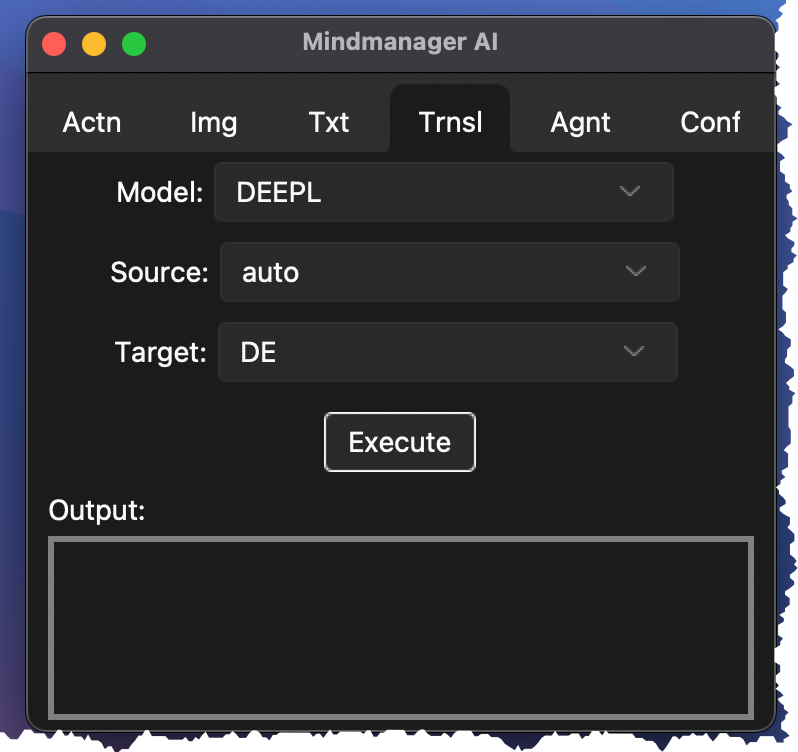 Mindmanager AI
Actn Img Txt Trnsl Agnt Conf
Model: DEEPL
Source: auto
Target: DE
Execute
Output: